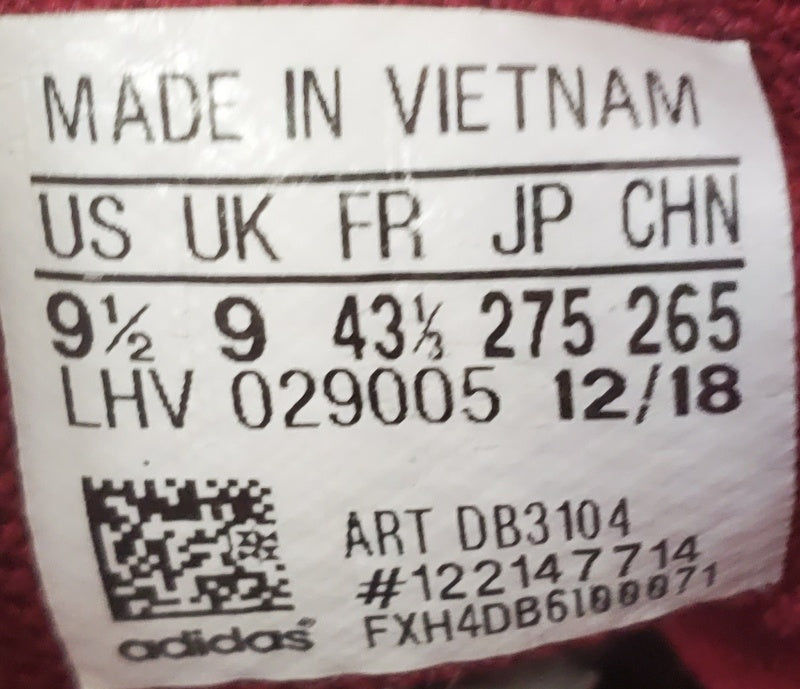 MADE IN VIETNAM
US UK FR JP CHN
9½ 9 43⅓ 275 265
LHV 029005 12/18
ART DB3104
#122147714
FXH4DB6100071
adidas